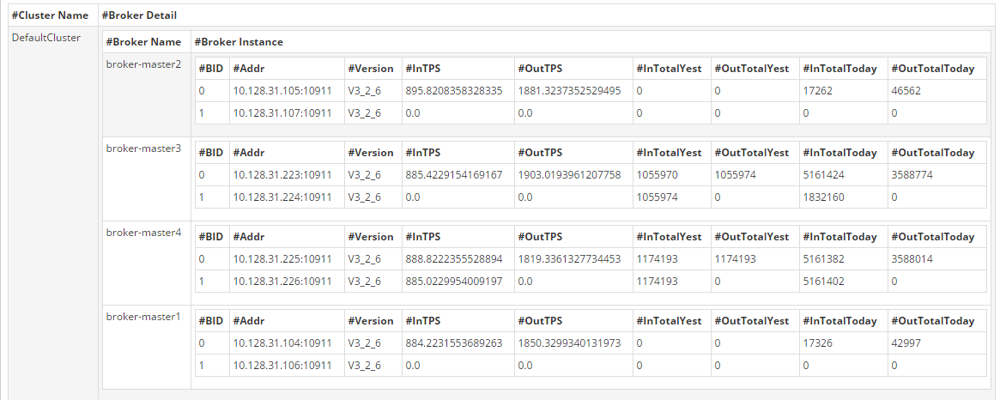 #Cluster Name #Broker Detail
DefaultCluster
#Broker Name #Broker Instance
broker-master2
#BID #Addr #Version #InTPS #OutTPS #InTotalYest #OutTotalYest #InTotalToday #OutTotalToday
0 10.128.31.105:10911 V3_2_6 895.8208358328335 1881.3237352529495 0 0 17262 46562
1 10.128.31.107:10911 V3_2_6 0.0 0.0 0 0 0 0
broker-master3
#BID #Addr #Version #InTPS #OutTPS #InTotalYest #OutTotalYest #InTotalToday #OutTotalToday
0 10.128.31.223:10911 V3_2_6 885.4229154169167 1903.0193961207758 1055970 1055974 5161424 3588774
1 10.128.31.224:10911 V3_2_6 0.0 0.0 1055974 0 1832160 0
broker-master4
#BID #Addr #Version #InTPS #OutTPS #InTotalYest #OutTotalYest #InTotalToday #OutTotalToday
0 10.128.31.225:10911 V3_2_6 888.8222355528894 1819.3361327734453 1174193 1174193 5161382 3588014
1 10.128.31.226:10911 V3_2_6 885.0229954009197 0.0 1174193 0 5161402 0
broker-master1
#BID #Addr #Version #InTPS #OutTPS #InTotalYest #OutTotalYest #InTotalToday #OutTotalToday
0 10.128.31.104:10911 V3_2_6 884.2231553689263 1850.3299340131973 0 0 17326 42997
1 10.128.31.106:10911 V3_2_6 0.0 0.0 0 0 0 0